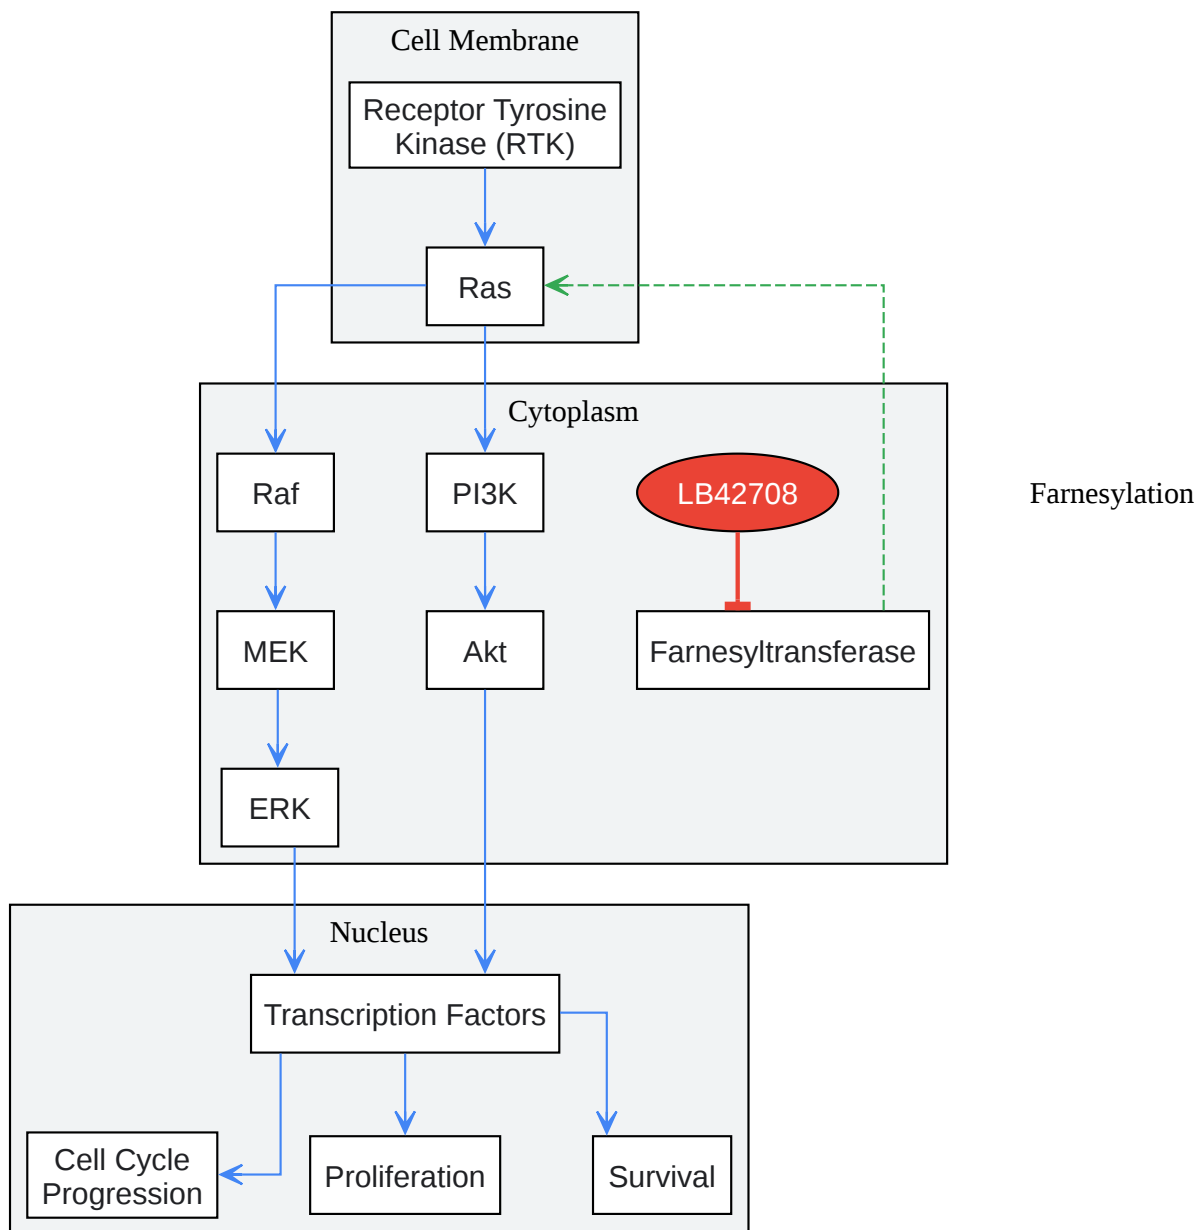 Cell Membrane
Receptor Tyrosine
Kinase (RTK)
Ras
Cytoplasm
Raf
PI3K
LB42708
Farnesylation
MEK
Akt
Farnesyltransferase
ERK
Nucleus
Transcription Factors
Cell Cycle
Progression
Proliferation
Survival